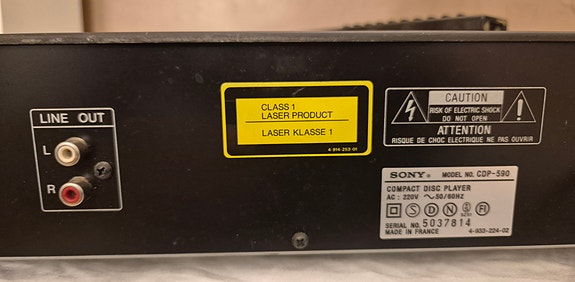 LINE OUT
L
R
CLASS 1
LASER PRODUCT
LASER KLASSE 1
4-914-253-01
CAUTION
RISK OF ELECTRIC SHOCK
DO NOT OPEN
ATTENTION
RISQUE DE CHOC ELECTRIQUE NE PAS OUVRIR
SONY® MODEL NO. CDP-590
COMPACT DISC PLAYER
AC : 220V ~ 50/60HZ
S D N S FI
SERIAL NO. 5037814
MADE IN FRANCE 4-933-224-02